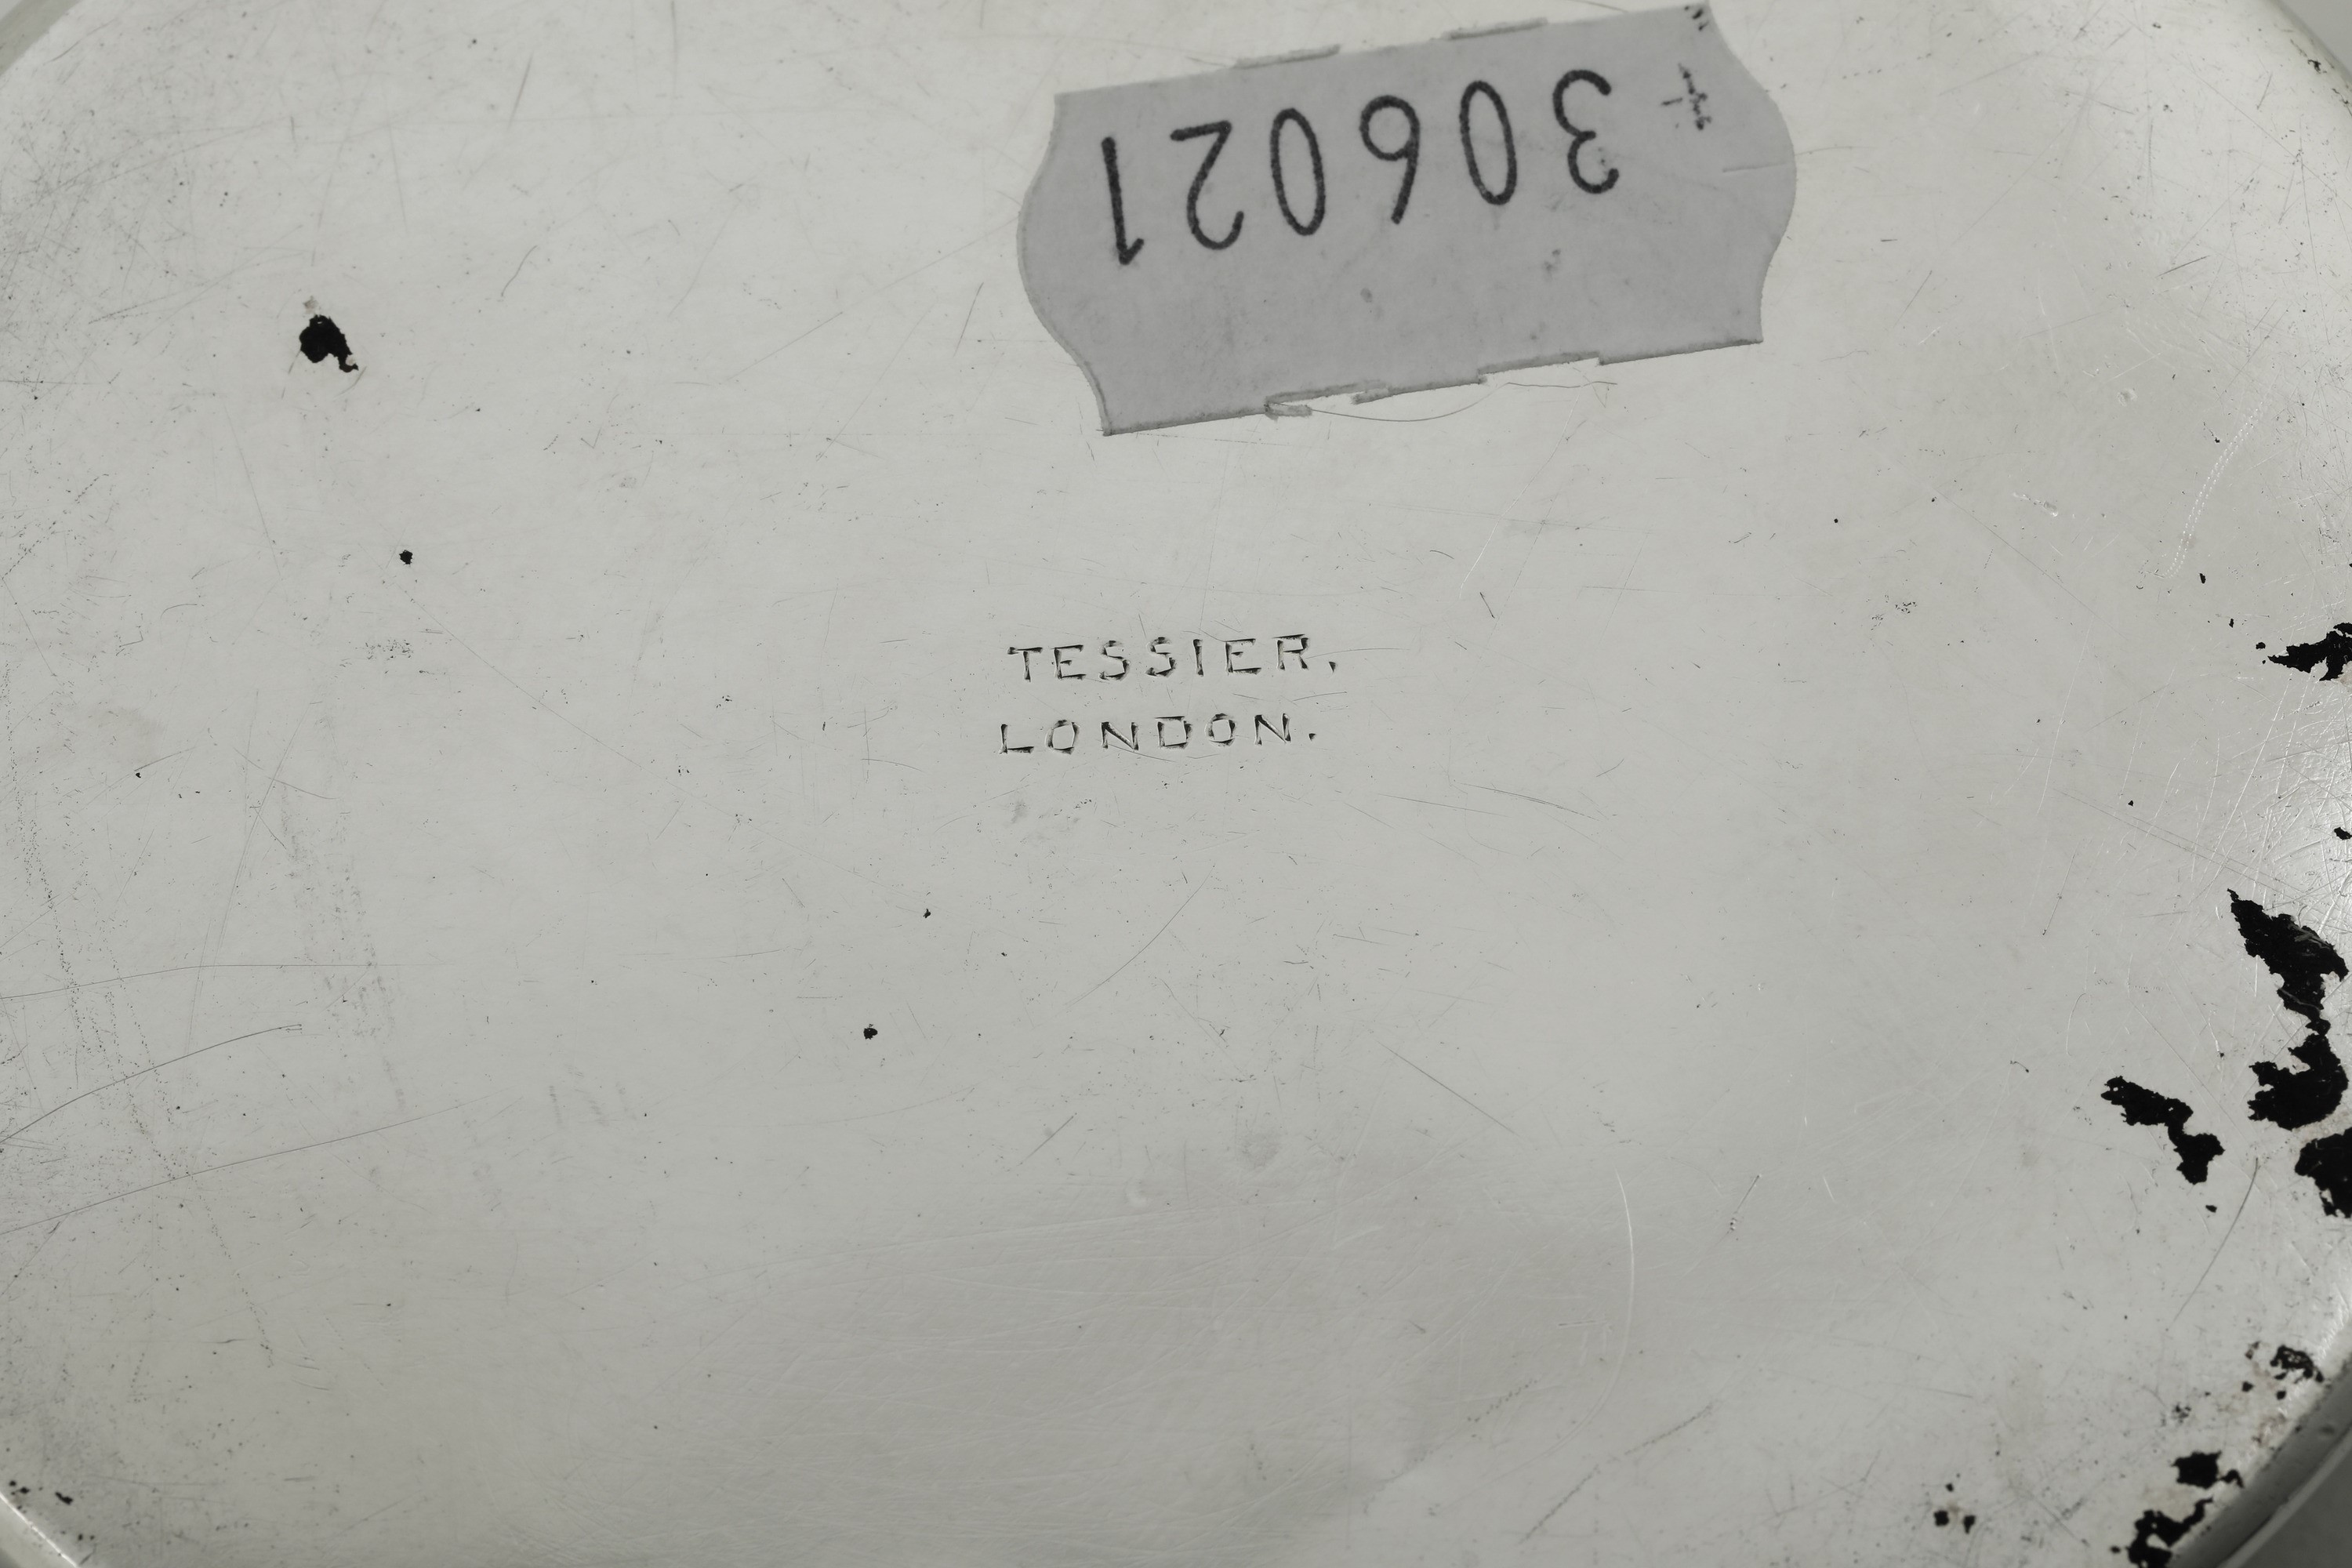 + 306021
TESSIER.
LONDON.